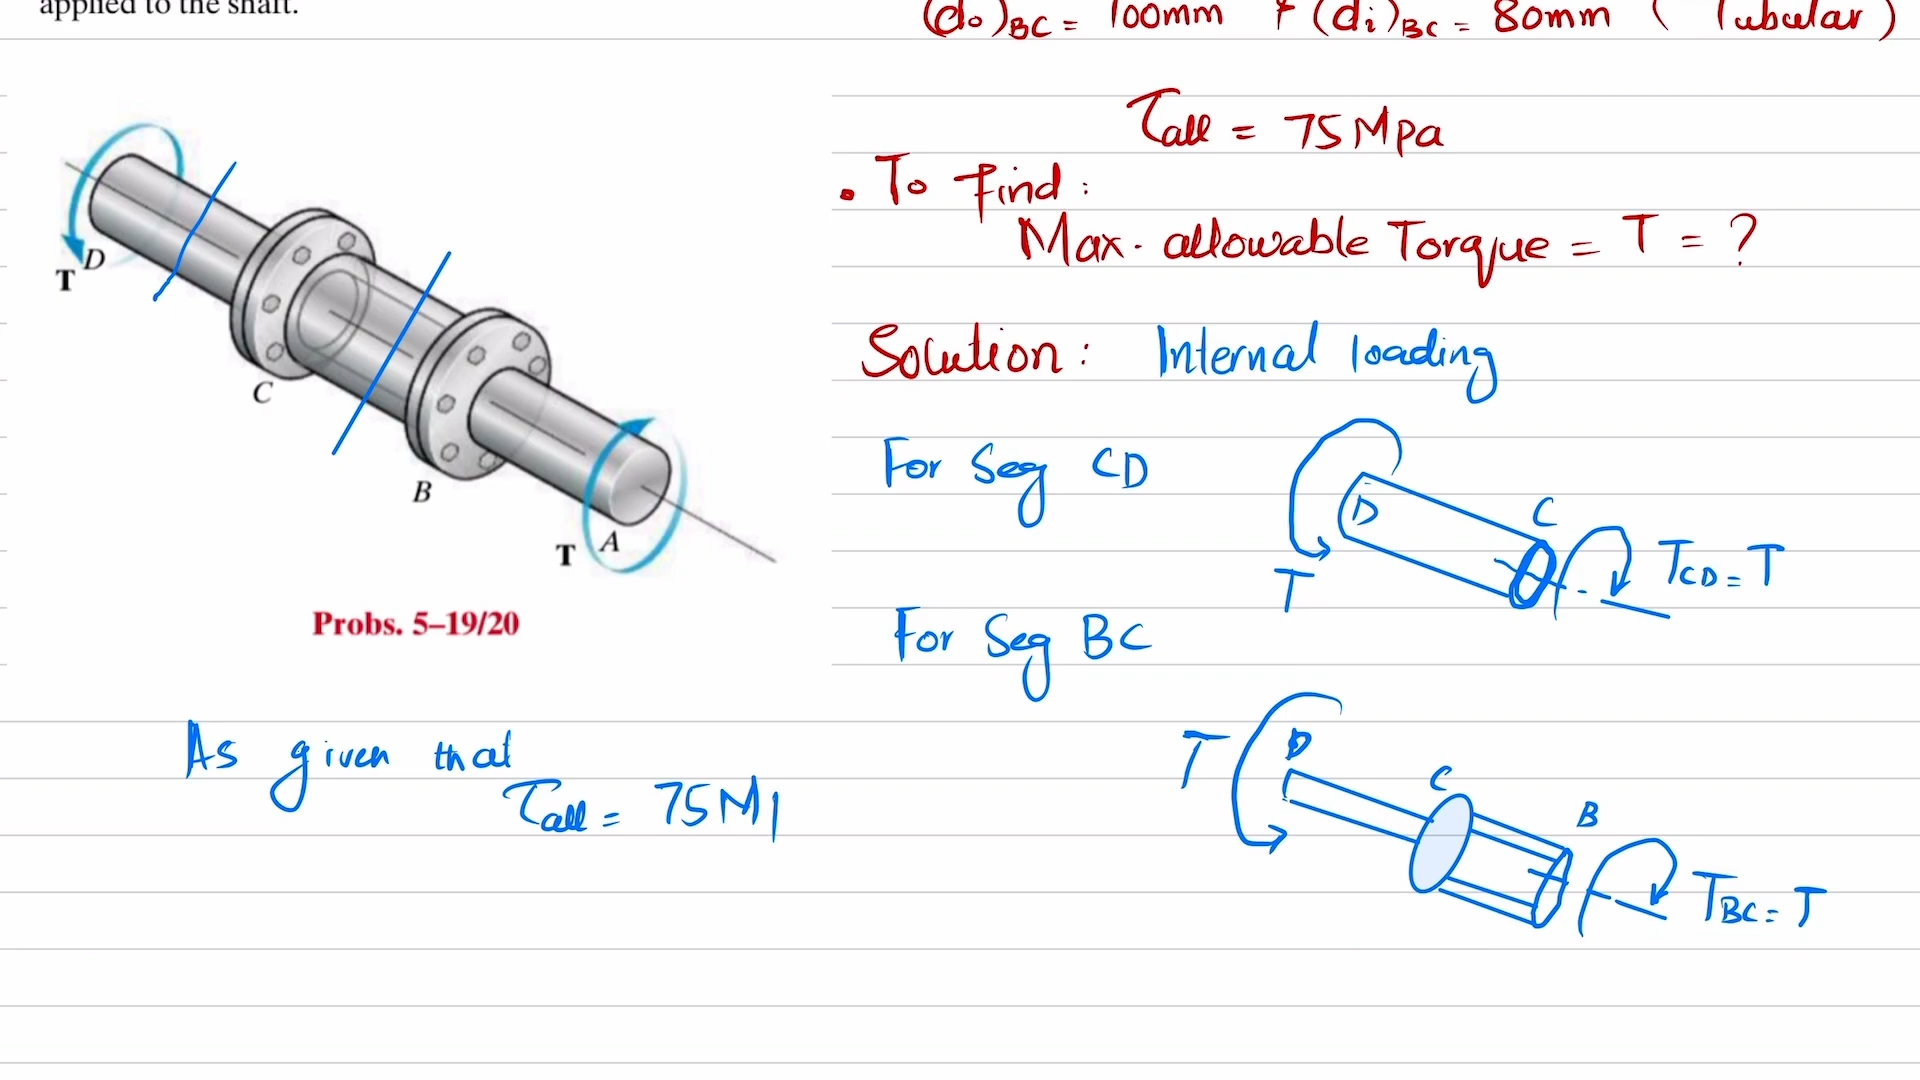 applied to the shaft.
(do)BC = 100mm & (di)BC = 80mm ( Tubular )
τall = 75 MPa
• To find :
Max. allowable Torque = T = ?
Solution : Internal loading
For Seg CD
D
C
T
TCD = T
For Seg BC
T
D
C
B
TBC = T
D
T
C
B
T
A
Probs. 5–19/20
As given that
τall = 75 M